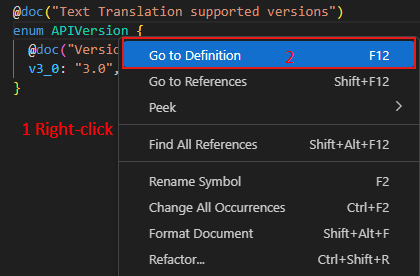 @doc("Text Translation supported versions")
enum APIVersion {
@doc("Versio
v3_0: "3.0",
}
1 Right-click
Go to Definition 2 F12
Go to References Shift+F12
Peek
Find All References Shift+Alt+F12
Rename Symbol F2
Change All Occurrences Ctrl+F2
Format Document Shift+Alt+F
Refactor... Ctrl+Shift+R